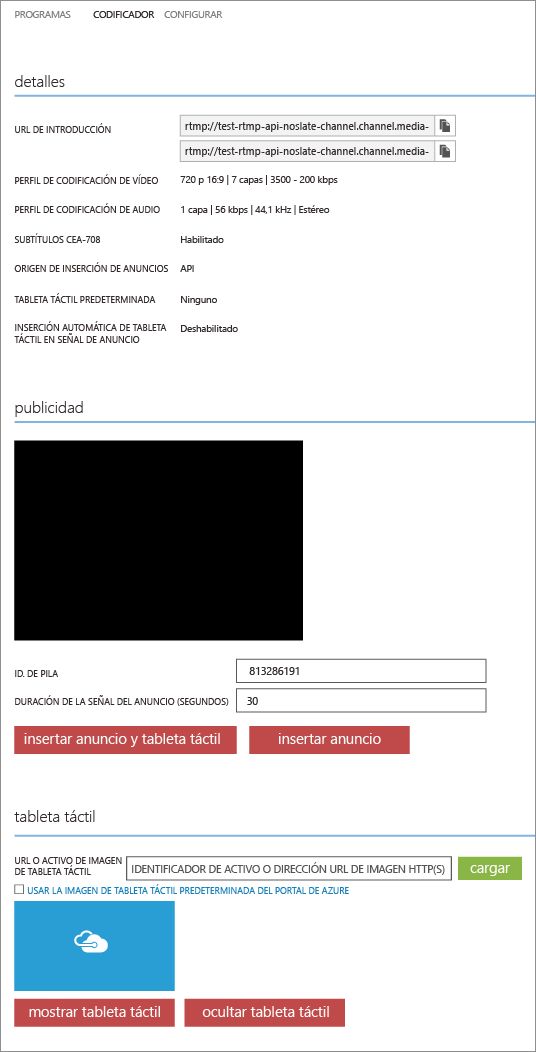 PROGRAMAS CODIFICADOR CONFIGURAR
detalles
URL DE INTRODUCCIÓN rtmp://test-rtmp-api-noslate-channel.channel.media-
rtmp://test-rtmp-api-noslate-channel.channel.media-
PERFIL DE CODIFICACIÓN DE VÍDEO 720 p 16:9 | 7 capas | 3500 - 200 kbps
PERFIL DE CODIFICACIÓN DE AUDIO 1 capa | 56 kbps | 44,1 kHz | Estéreo
SUBTÍTULOS CEA-708 Habilitado
ORIGEN DE INSERCIÓN DE ANUNCIOS API
TABLETA TÁCTIL PREDETERMINADA Ninguno
INSERCIÓN AUTOMÁTICA DE TABLETA Deshabilitado
TÁCTIL EN SEÑAL DE ANUNCIO
publicidad
ID. DE PILA 813286191
DURACIÓN DE LA SEÑAL DEL ANUNCIO (SEGUNDOS) 30
insertar anuncio y tableta táctil insertar anuncio
tableta táctil
URL O ACTIVO DE IMAGEN
DE TABLETA TÁCTIL IDENTIFICADOR DE ACTIVO O DIRECCIÓN URL DE IMAGEN HTTP(S) cargar
USAR LA IMAGEN DE TABLETA TÁCTIL PREDETERMINADA DEL PORTAL DE AZURE
mostrar tableta táctil ocultar tableta táctil